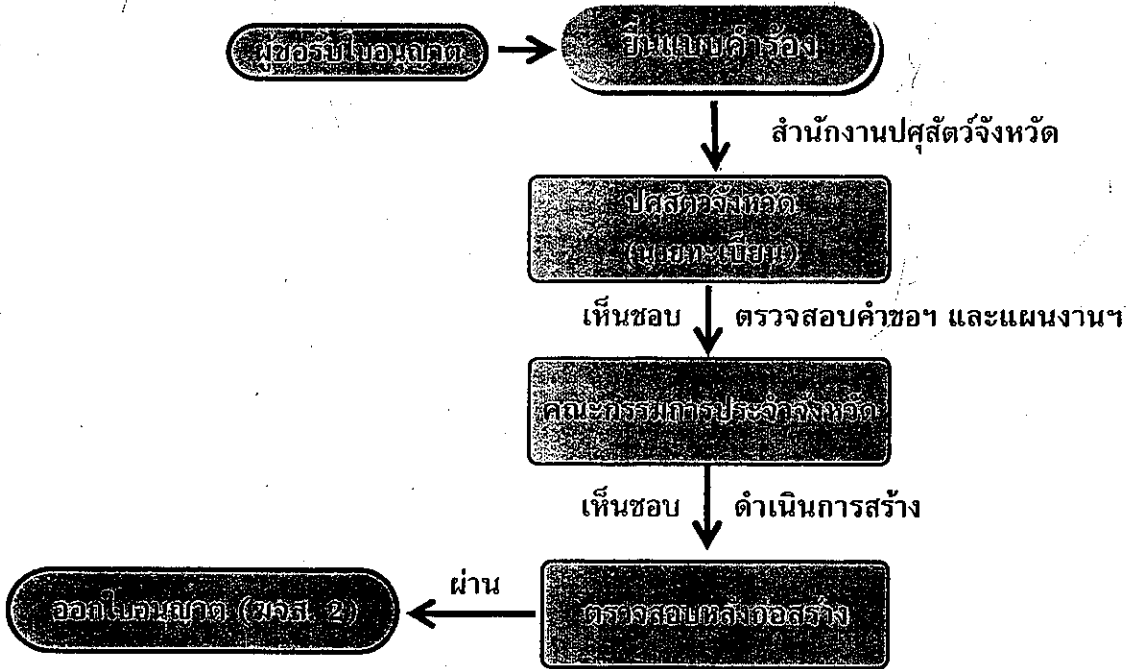 ผู้ขอรับใบอนุญาต
ยื่นแบบคำร้อง
สำนักงานปศุสัตว์จังหวัด
ปศุสัตว์จังหวัด
(นายทะเบียน)
เห็นชอบ ตรวจสอบคำขอฯ และแผนงานฯ
คณะกรรมการประจำจังหวัด
เห็นชอบ ดำเนินการสร้าง
ตรวจสอบหลังก่อสร้าง
ผ่าน
ออกใบอนุญาต (ฆจส. 2)